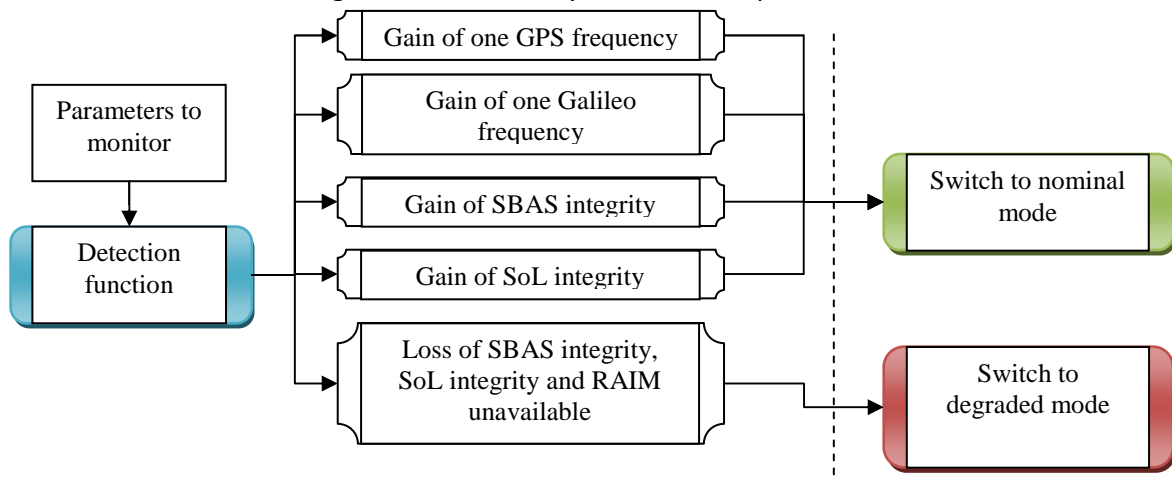 Gain of one GPS frequency
Parameters to
monitor
Gain of one Galileo
frequency
Switch to nominal
mode
Gain of SBAS integrity
Detection
function
Gain of SoL integrity
Loss of SBAS integrity,
SoL integrity and RAIM
unavailable
Switch to
degraded mode